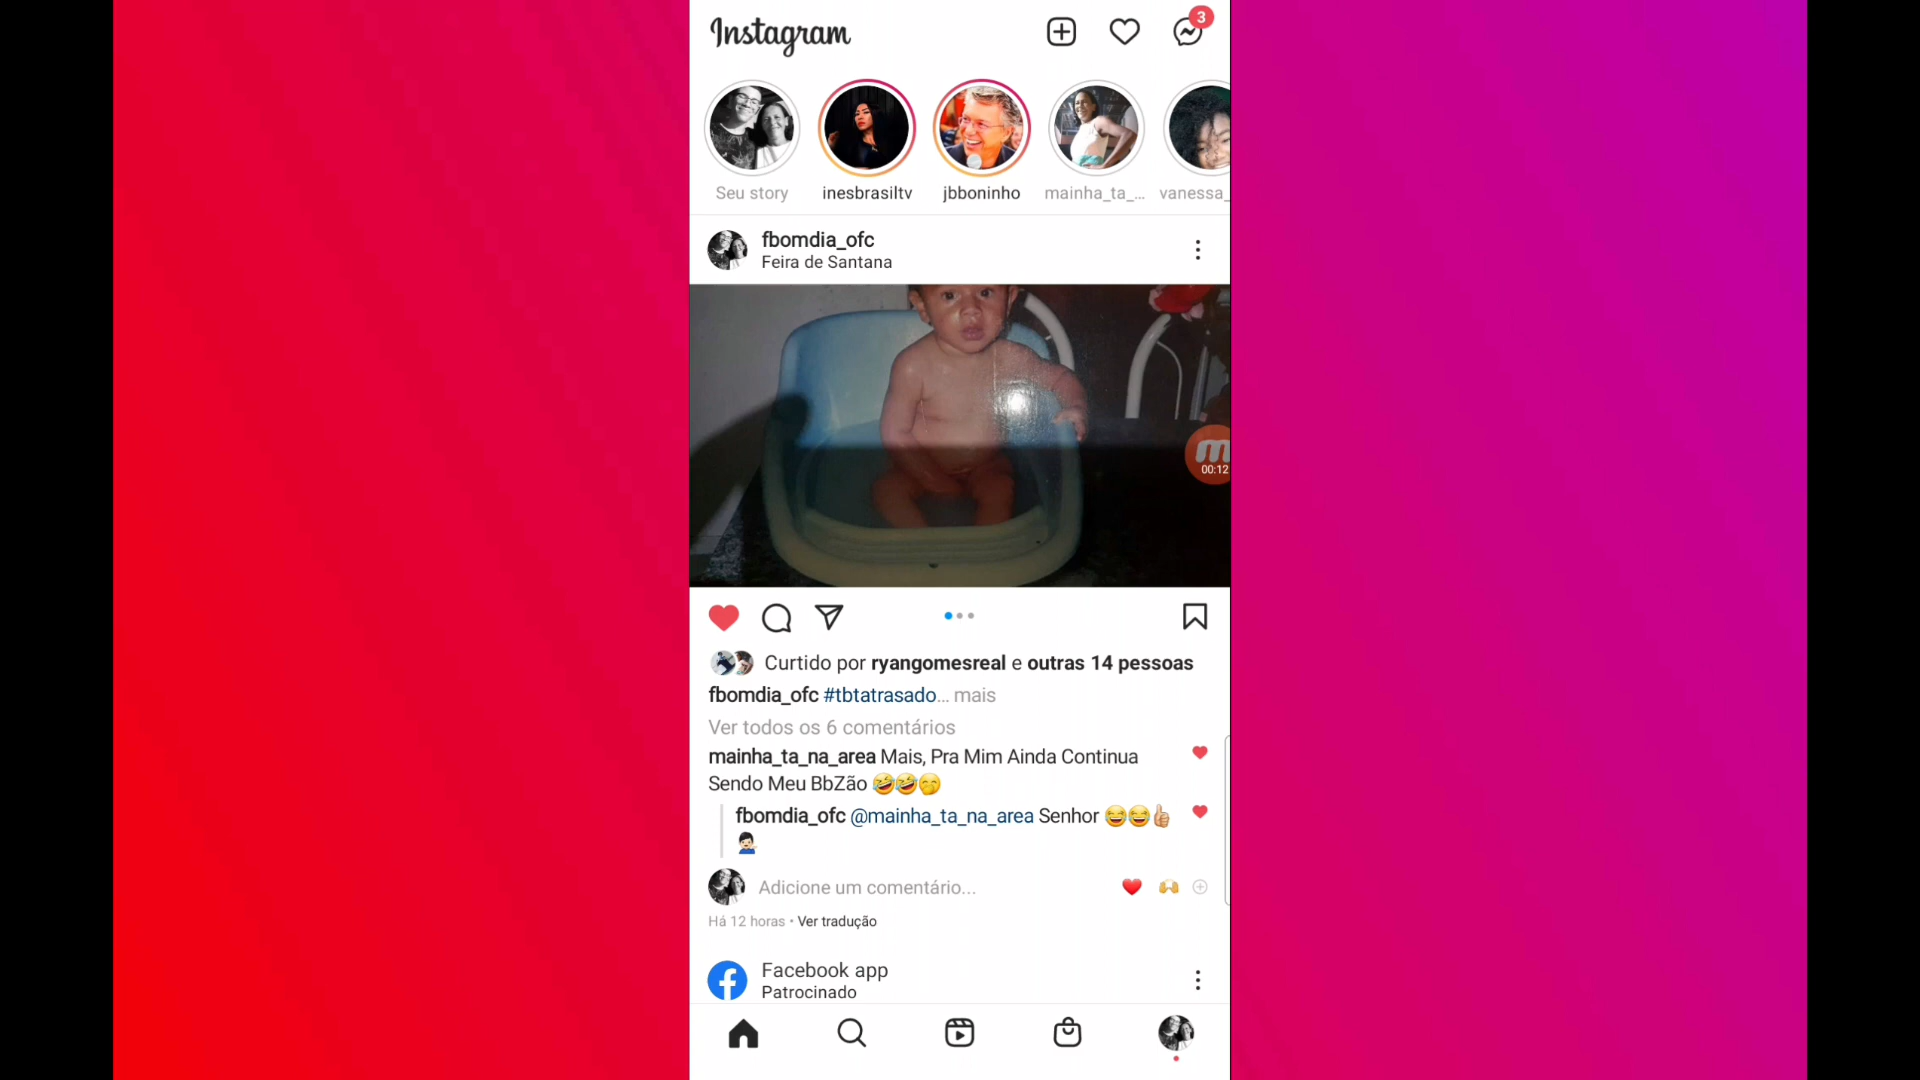 Instagram
3
Seu story
inesbrasiltv
jbboninho
mainha_ta_...
vanessa_
fbomdia_ofc
Feira de Santana
00:12
Curtido por ryangomesreal e outras 14 pessoas
fbomdia_ofc #tbtatrasado... mais
Ver todos os 6 comentários
mainha_ta_na_area Mais, Pra Mim Ainda Continua
Sendo Meu BbZão 🤣🤣🤭
fbomdia_ofc @mainha_ta_na_area Senhor 😂😂👍🏻
💁🏻‍♂️
Adicione um comentário...
Há 12 horas • Ver tradução
Facebook app
Patrocinado